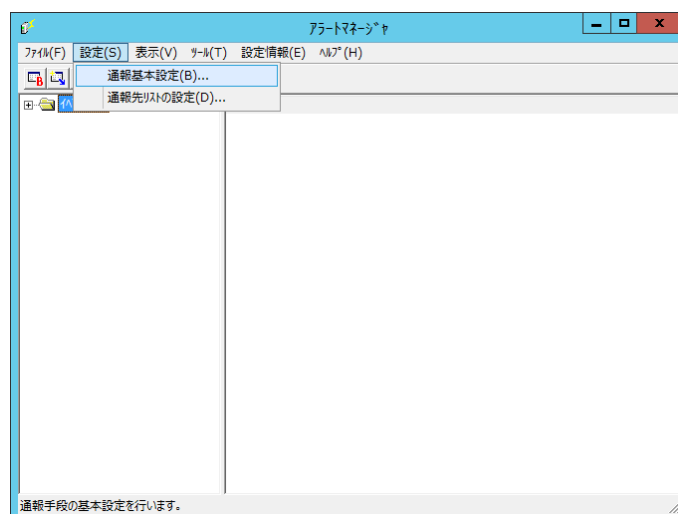 ｱﾗｰﾄﾏﾈｰｼﾞｬ
ﾌｧｲﾙ(F) 設定(S) 表示(V) ﾂｰﾙ(T) 設定情報(E) ﾍﾙﾌﾟ(H)
通報基本設定(B)...
通報先ﾘｽﾄの設定(D)...
通報手段の基本設定を行います。